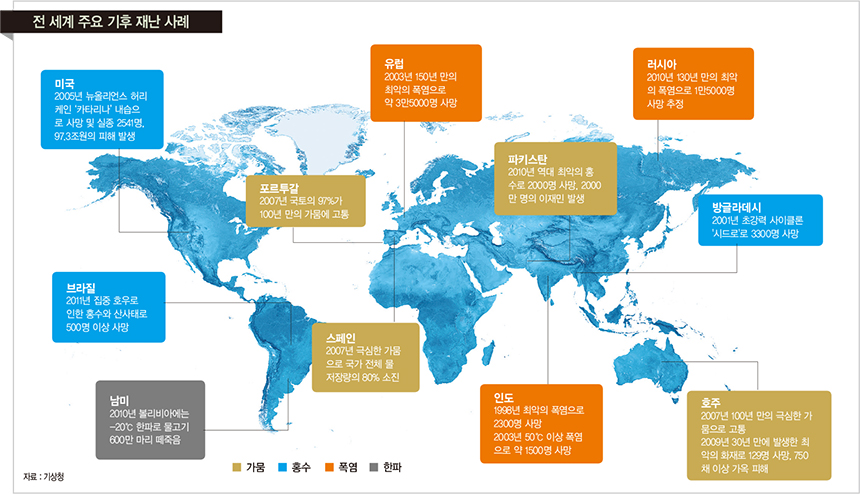 전 세계 주요 기후 재난 사례
미국
2005년 뉴올리언스 허리
케인 '카타리나' 내습으
로 사망 및 실종 2541명,
97.3조원의 피해 발생
유럽
2003년 150년 만의
최악의 폭염으로
약 3만5000명 사망
러시아
2010년 130년 만의 최악
의 폭염으로 1만5000명
사망 추정
포르투갈
2007년 국토의 97%가
100년 만의 가뭄에 고통
파키스탄
2010년 역대 최악의 홍
수로 2000명 사망, 2000
만 명의 이재민 발생
방글라데시
2001년 초강력 사이클론
'시드로'로 3300명 사망
브라질
2011년 집중 호우로
인한 홍수와 산사태로
500명 이상 사망
스페인
2007년 극심한 가뭄
으로 국가 전체 물
저장량의 80% 소진
남미
2010년 볼리비아에는
-20℃ 한파로 물고기
600만 마리 떼죽음
인도
1998년 최악의 폭염으로
2300명 사망
2003년 50℃ 이상 폭염
으로 약 1500명 사망
호주
2007년 100년 만의 극심한 가
뭄으로 고통
2009년 30년 만에 발생한 최
악의 화재로 129명 사망, 750
채 이상 가옥 피해
자료 : 기상청
가뭄 홍수 폭염 한파